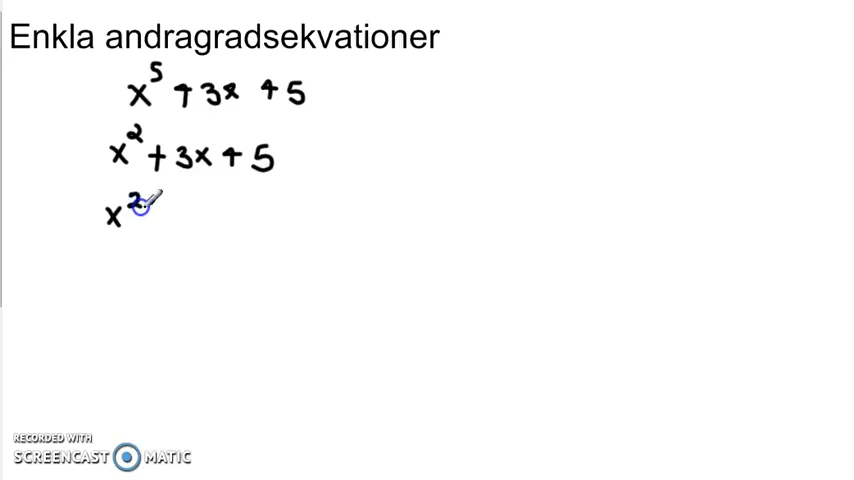 Enkla andragradsekvationer
x⁵ + 3x + 5
x² + 3x + 5
x²
RECORDED WITH
SCREENCAST MATIC